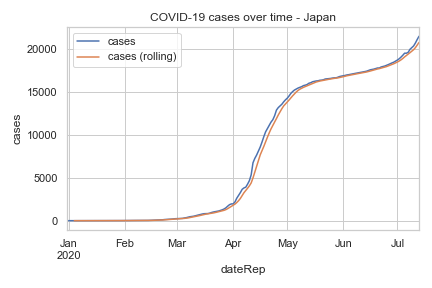 COVID-19 cases over time - Japan
cases
cases (rolling)
20000
15000
10000
5000
0
cases
Jan Feb Mar Apr May Jun Jul
2020
dateRep